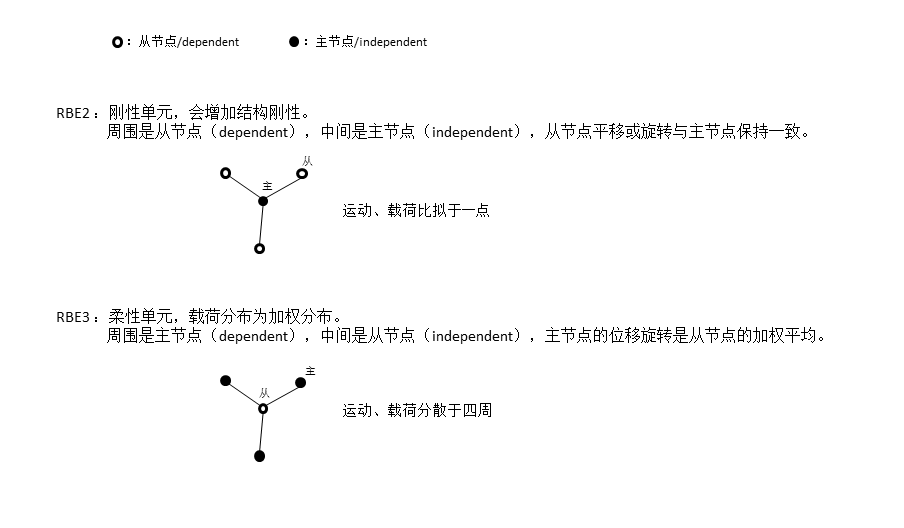 ：从节点/dependent ：主节点/independent
RBE2：刚性单元，会增加结构刚性。
周围是从节点（dependent），中间是主节点（independent），从节点平移或旋转与主节点保持一致。
从
主
运动、载荷比拟于一点
RBE3：柔性单元，载荷分布为加权分布。
周围是主节点（dependent），中间是从节点（independent），主节点的位移旋转是从节点的加权平均。
主
从
运动、载荷分散于四周